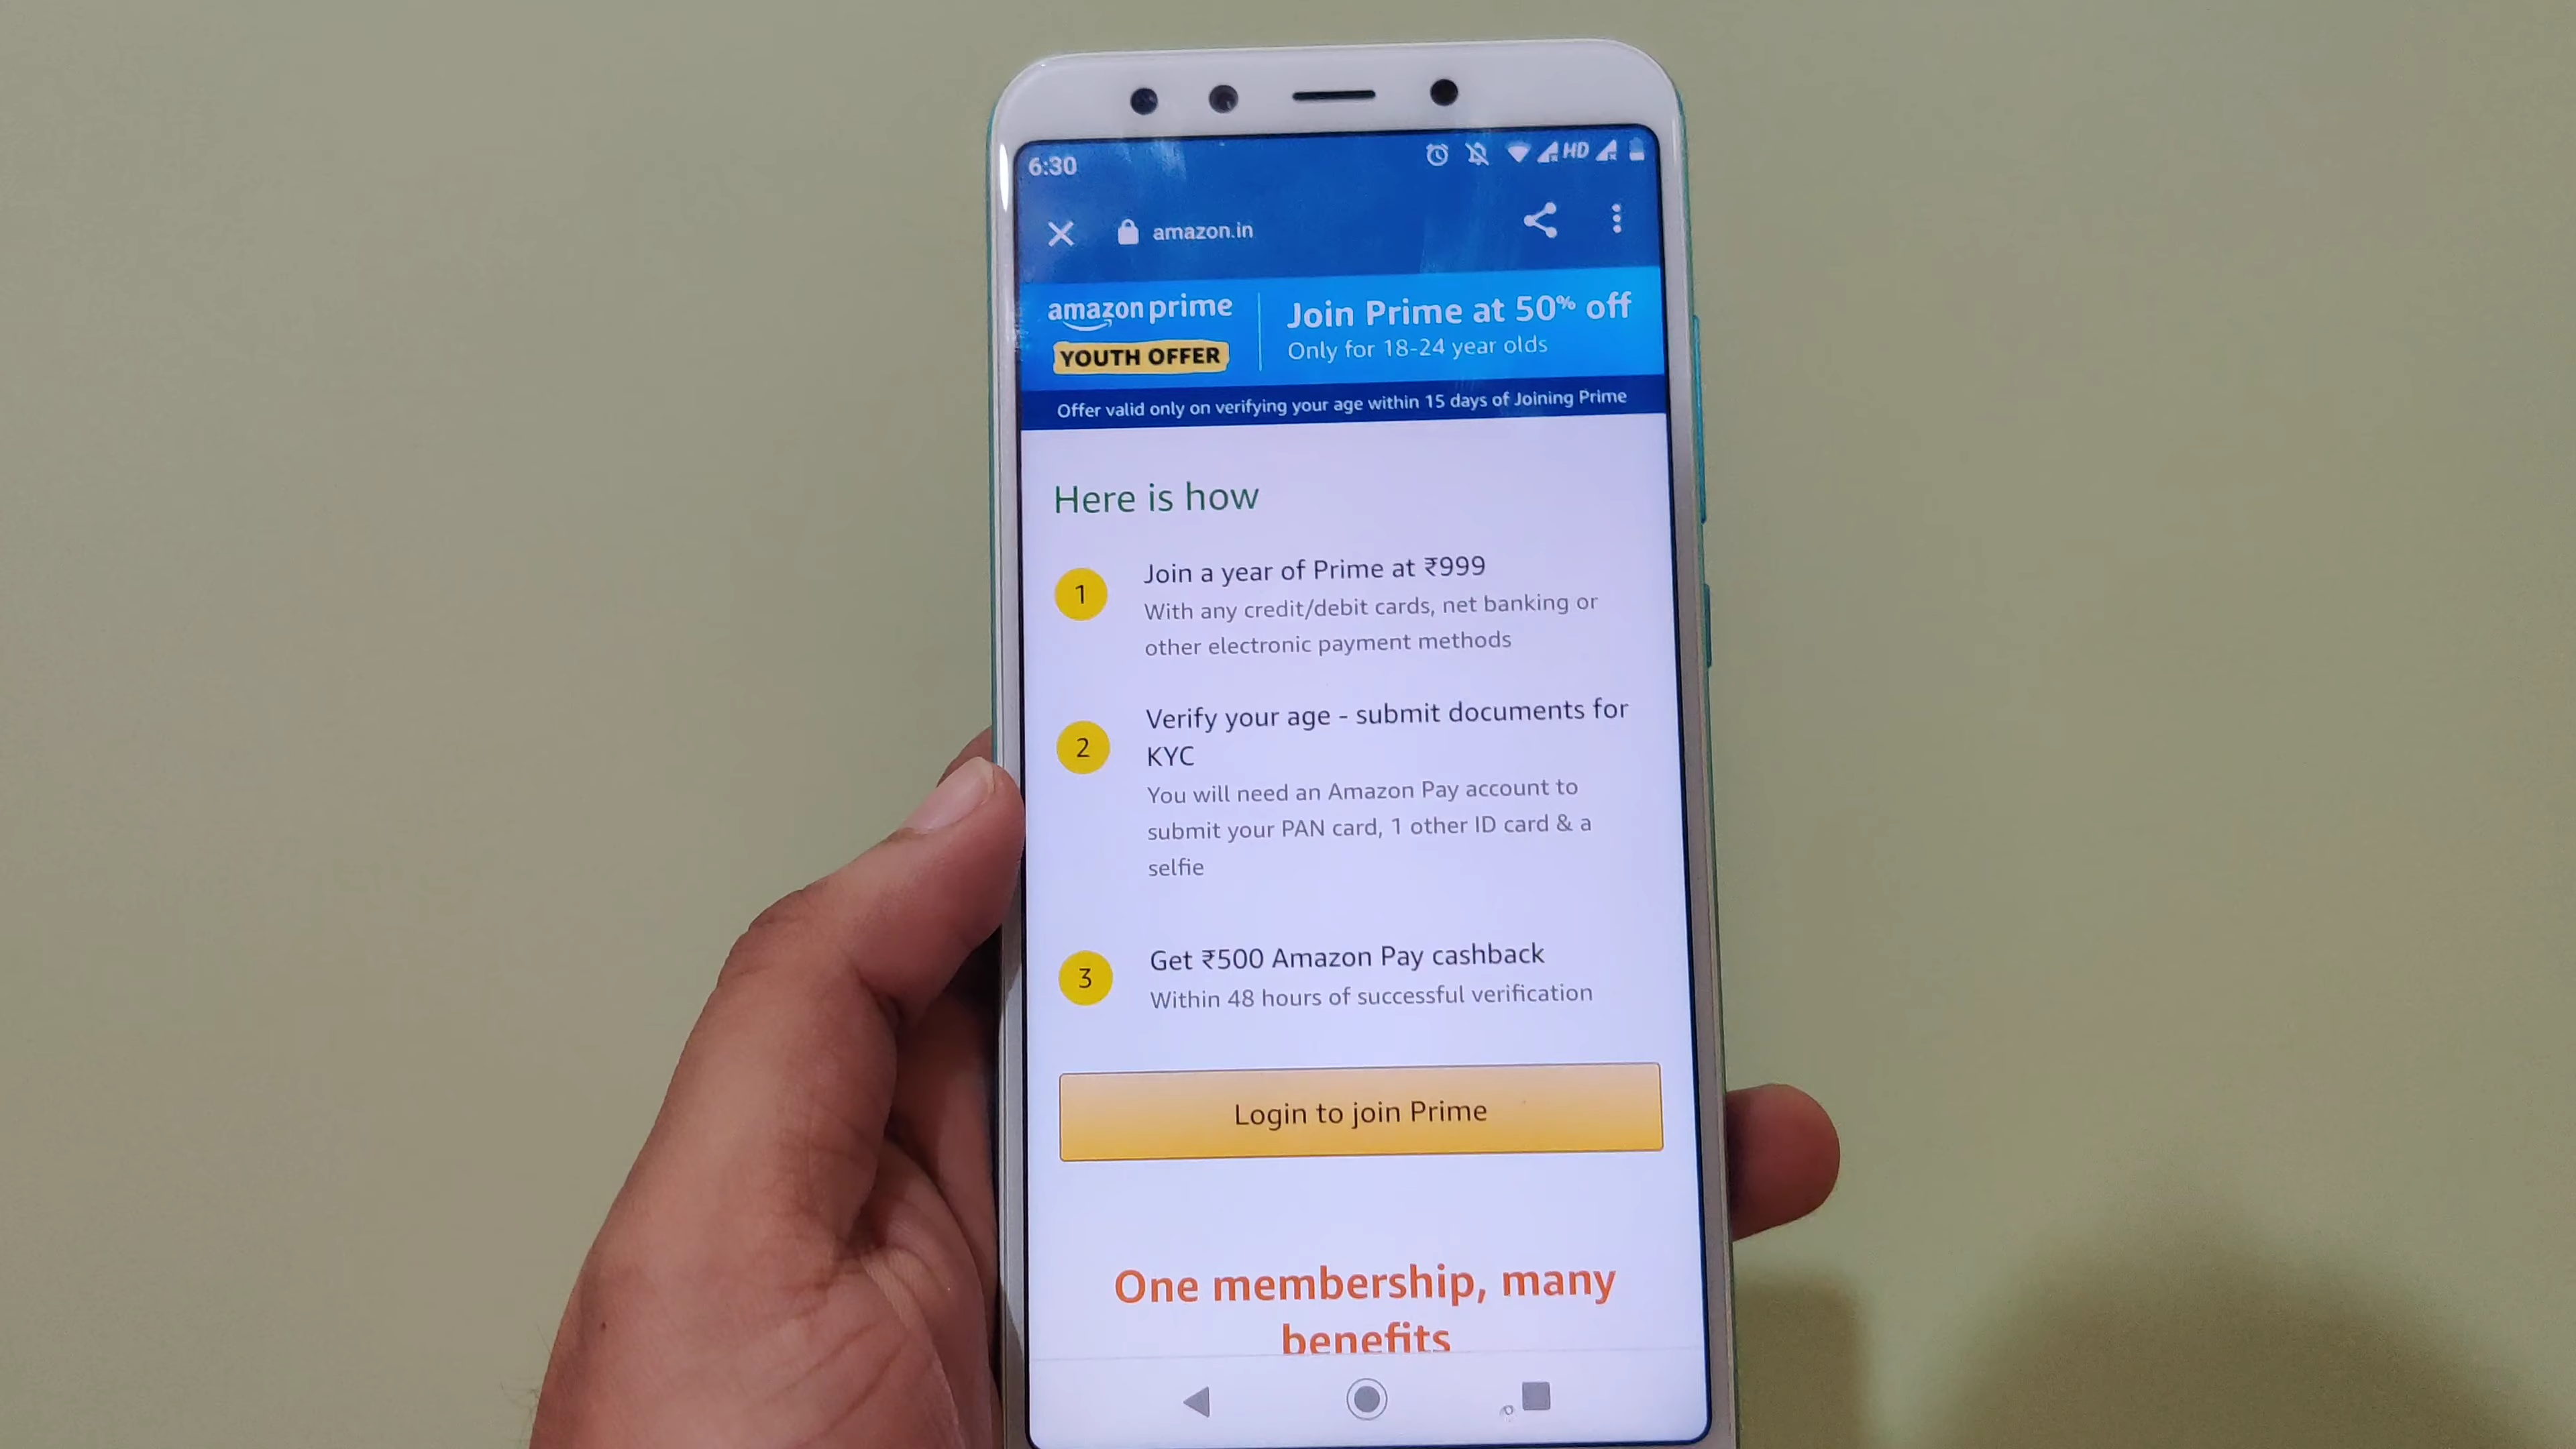 6:30
HD
amazon.in
amazon prime
YOUTH OFFER
Join Prime at 50% off
Only for 18-24 year olds
Offer valid only on verifying your age within 15 days of Joining Prime
Here is how
1
Join a year of Prime at ₹999
With any credit/debit cards, net banking or
other electronic payment methods
2
Verify your age - submit documents for
KYC
You will need an Amazon Pay account to
submit your PAN card, 1 other ID card & a
selfie
3
Get ₹500 Amazon Pay cashback
Within 48 hours of successful verification
Login to join Prime
One membership, many
benefits